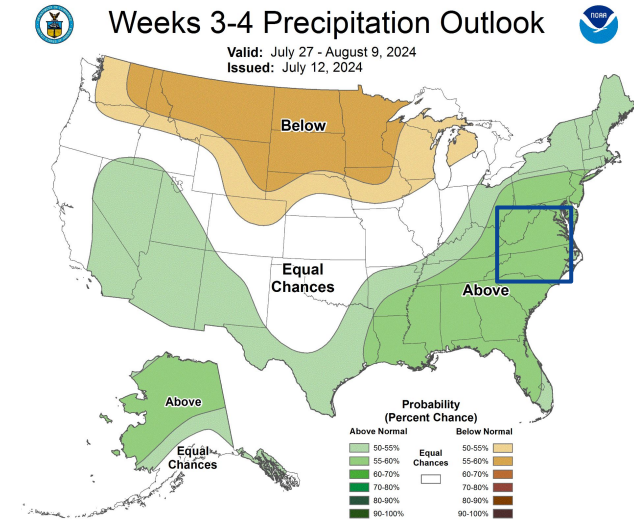 Weeks 3-4 Precipitation Outlook
NOAA
Valid: July 27 - August 9, 2024
Issued: July 12, 2024
Below
Equal
Chances
Above
Above
Equal
Chances
Probability
(Percent Chance)
Above Normal
Below Normal
50-55%
55-60%
60-70%
70-80%
80-90%
90-100%
Equal
Chances
50-55%
55-60%
60-70%
70-80%
80-90%
90-100%